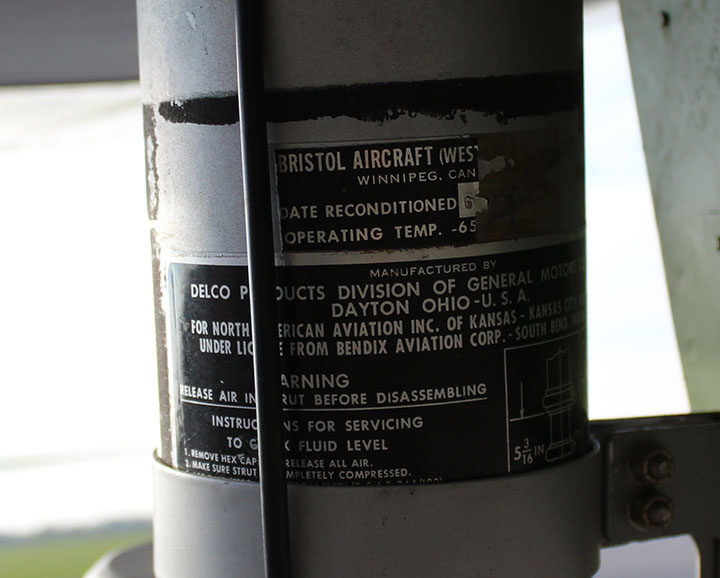 BRISTOL AIRCRAFT (WES
WINNIPEG, CAN
DATE RECONDITIONED 6
OPERATING TEMP. -65
MANUFACTURED BY
DELCO P DUCTS DIVISION OF GENERAL MOTORS
DAYTON OHIO - U. S. A.
FOR NORTH ERICAN AVIATION INC. OF KANSAS - KANSAS CITY,
UNDER LIC E FROM BENDIX AVIATION CORP. - SOUTH BEND,
ARNING
RELEASE AIR IN RUT BEFORE DISASSEMBLING
INSTRUC NS FOR SERVICING
TO C K FLUID LEVEL
1. REMOVE HEX CAP RELEASE ALL AIR.
2. MAKE SURE STRUT MPLETELY COMPRESSED.
5 3/16 IN